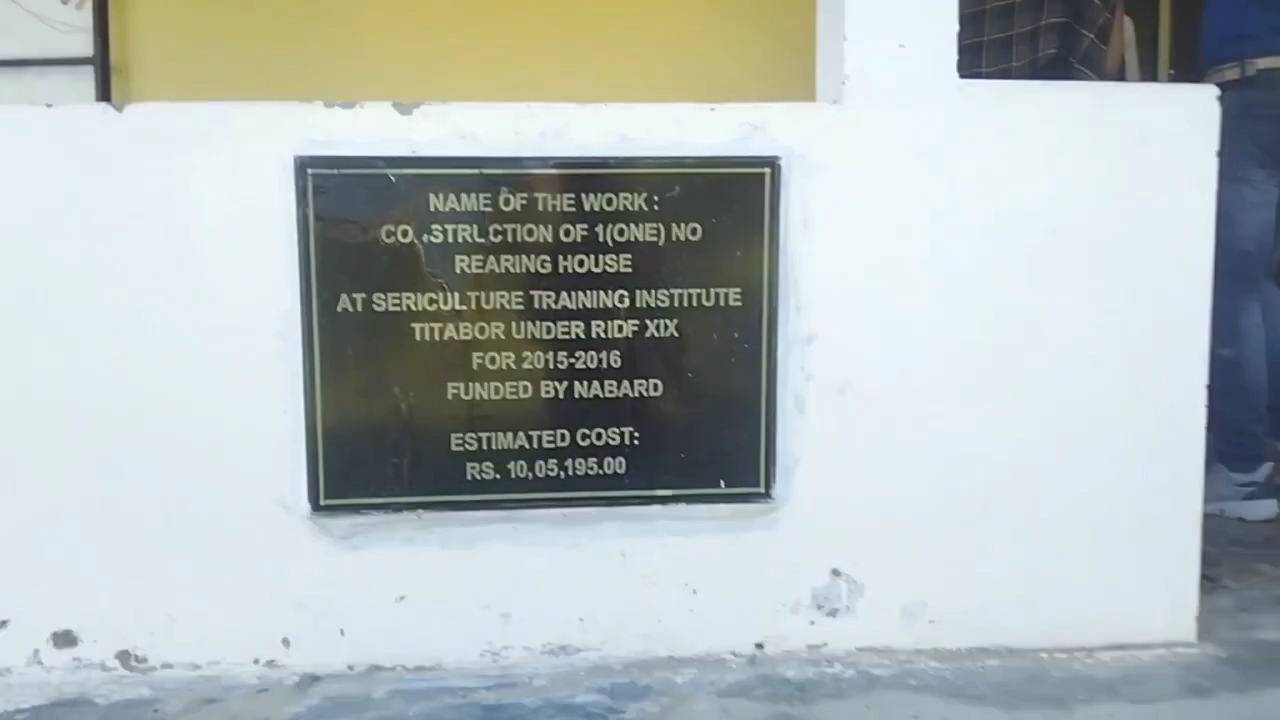 NAME OF THE WORK :
CONSTRUCTION OF 1(ONE) NO
REARING HOUSE
AT SERICULTURE TRAINING INSTITUTE
TITABOR UNDER RIDF XIX
FOR 2015-2016
FUNDED BY NABARD
ESTIMATED COST:
RS. 10,05,195.00